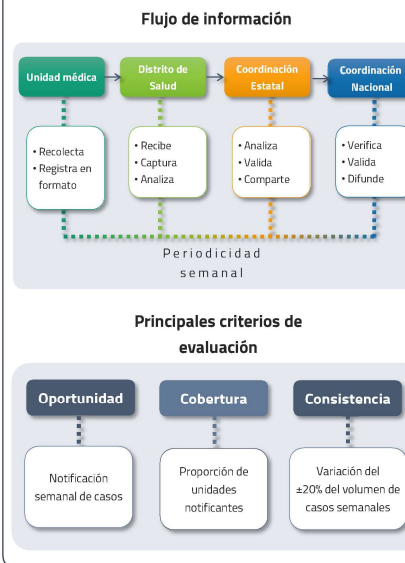 Flujo de información
Unidad médica
Distrito de
Salud
Coordinación
Estatal
Coordinación
Nacional
• Recolecta
• Registra en
formato
• Recibe
• Captura
• Analiza
• Analiza
• Valida
• Comparte
• Verifica
• Valida
• Difunde
Periodicidad
semanal
Principales criterios de
evaluación
Oportunidad
Cobertura
Consistencia
Notificación
semanal de casos
Proporción de
unidades
notificantes
Variación del
±20% del volumen de
casos semanales